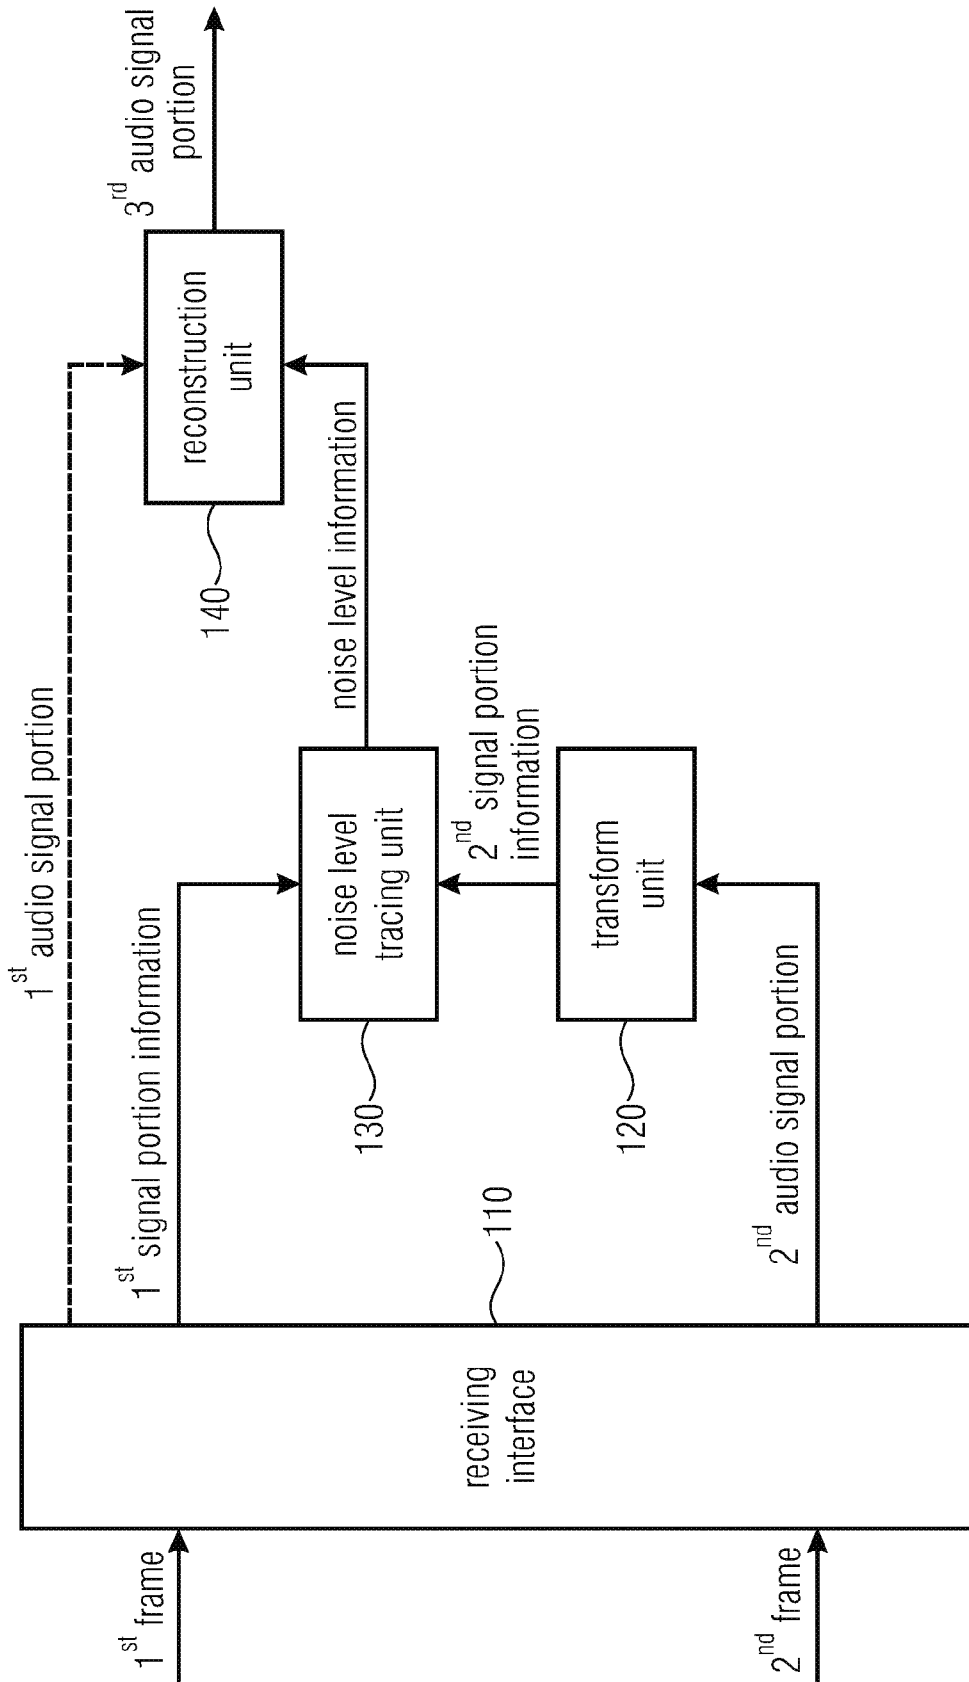 1st frame
2nd frame
receiving
interface
110
1st audio signal portion
1st signal portion information
2nd audio signal portion
noise level
tracing unit
130
2nd signal portion
information
transform
unit
120
noise level information
reconstruction
unit
140
3rd audio signal
portion